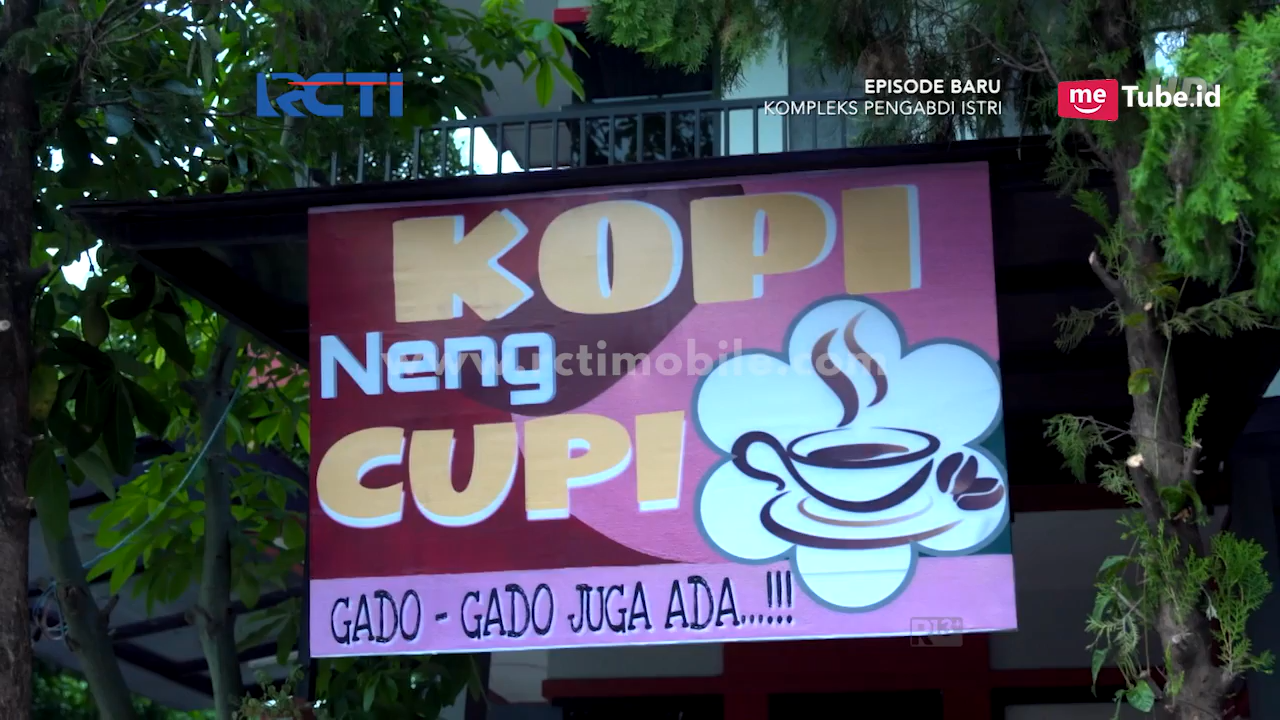 RCTI
EPISODE BARU
KOMPLEKS PENGABDI ISTRI
me Tube.id
KOPI
Neng
www.rctimobile.com
CUPI
GADO - GADO JUGA ADA......!!!
R13+